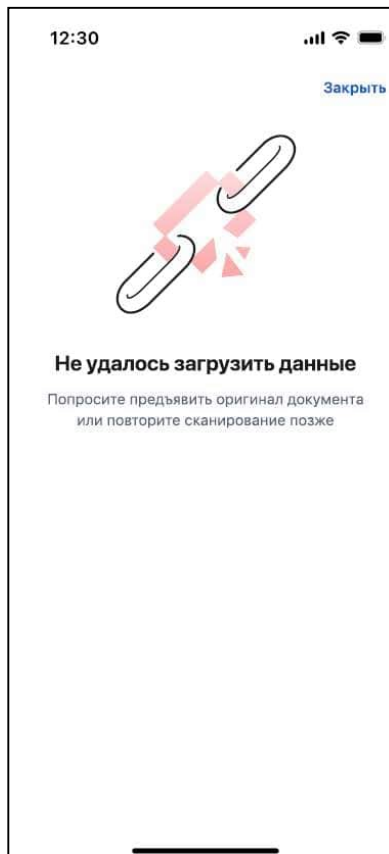 12:30
Закрыть
Не удалось загрузить данные
Попросите предъявить оригинал документа
или повторите сканирование позже